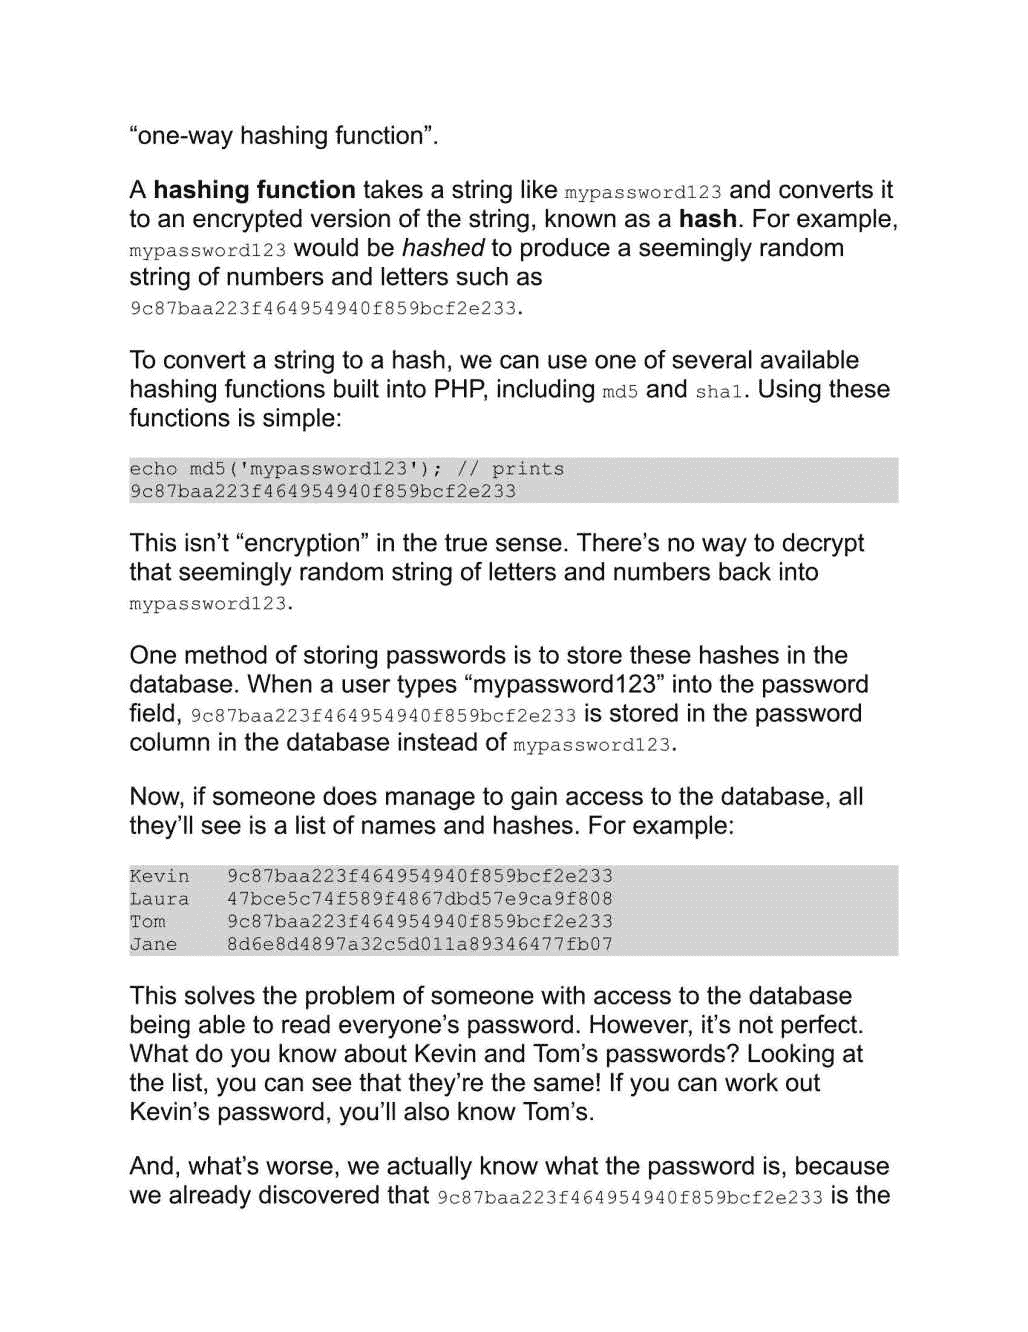 “one-way hashing function”.
A hashing function takes a string like mypassword123 and converts it
to an encrypted version of the string, known as a hash. For example,
mypassword123 would be hashed to produce a seemingly random
string of numbers and letters such as
9c87baa223f464954940f859bcf2e233.
To convert a string to a hash, we can use one of several available
hashing functions built into PHP, including md5 and sha1. Using these
functions is simple:
echo md5('mypassword123'); // prints
9c87baa223f464954940f859bcf2e233
This isn’t “encryption” in the true sense. There’s no way to decrypt
that seemingly random string of letters and numbers back into
mypassword123.
One method of storing passwords is to store these hashes in the
database. When a user types “mypassword123” into the password
field, 9c87baa223f464954940f859bcf2e233 is stored in the password
column in the database instead of mypassword123.
Now, if someone does manage to gain access to the database, all
they’ll see is a list of names and hashes. For example:
Kevin 9c87baa223f464954940f859bcf2e233
Laura 47bce5c74f589f4867dbd57e9ca9f808
Tom 9c87baa223f464954940f859bcf2e233
Jane 8d6e8d4897a32c5d011a89346477fb07
This solves the problem of someone with access to the database
being able to read everyone’s password. However, it’s not perfect.
What do you know about Kevin and Tom’s passwords? Looking at
the list, you can see that they’re the same! If you can work out
Kevin’s password, you’ll also know Tom’s.
And, what’s worse, we actually know what the password is, because
we already discovered that 9c87baa223f464954940f859bcf2e233 is the